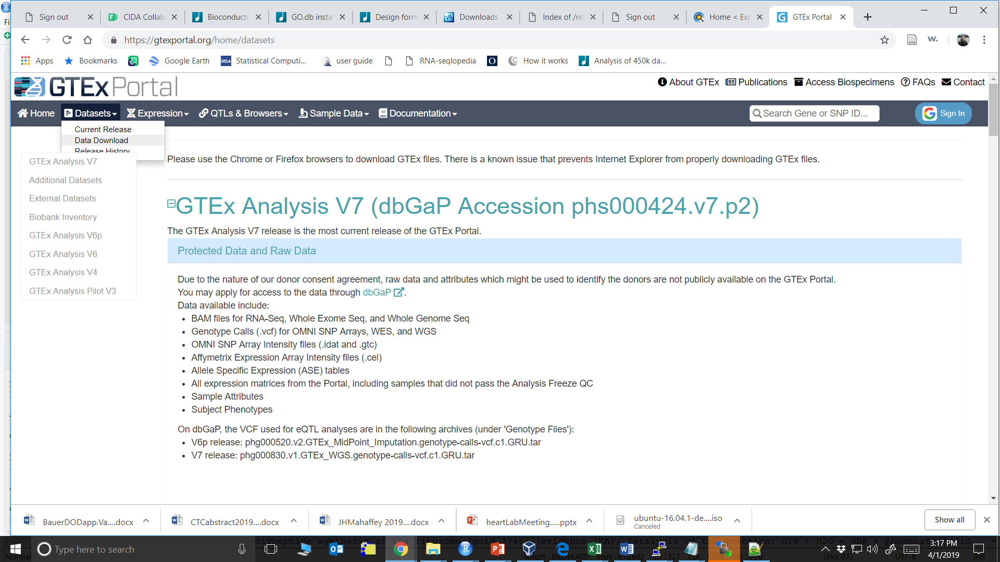 Sign out
CIDA Collab
Bioconducto
GO.db insta
Design form
Downloads
Index of /rel
Sign out
Home < Exp
GTEx Portal
https://gtexportal.org/home/datasets
w.
Apps
Bookmarks
Google Earth
UCLA
Statistical Computi...
user guide
RNA-seqlopedia
O
How it works
Analysis of 450k da...
GTEx Portal
About GTEx
Publications
Access Biospecimens
FAQs
Contact
Home
Datasets
Expression
QTLs & Browsers
Sample Data
Documentation
Search Gene or SNP ID...
Sign In
Current Release
Data Download
Release History
GTEx Analysis V7
Additional Datasets
External Datasets
Biobank Inventory
GTEx Analysis V6p
GTEx Analysis V6
GTEx Analysis V4
GTEx Analysis Pilot V3
Please use the Chrome or Firefox browsers to download GTEx files. There is a known issue that prevents Internet Explorer from properly downloading GTEx files.
GTEx Analysis V7 (dbGaP Accession phs000424.v7.p2)
The GTEx Analysis V7 release is the most current release of the GTEx Portal.
Protected Data and Raw Data
Due to the nature of our donor consent agreement, raw data and attributes which might be used to identify the donors are not publicly available on the GTEx Portal.
You may apply for access to the data through dbGaP .
Data available include:
• BAM files for RNA-Seq, Whole Exome Seq, and Whole Genome Seq
• Genotype Calls (.vcf) for OMNI SNP Arrays, WES, and WGS
• OMNI SNP Array Intensity files (.idat and .gtc)
• Affymetrix Expression Array Intensity files (.cel)
• Allele Specific Expression (ASE) tables
• All expression matrices from the Portal, including samples that did not pass the Analysis Freeze QC
• Sample Attributes
• Subject Phenotypes
On dbGaP, the VCF used for eQTL analyses are in the following archives (under 'Genotype Files'):
• V6p release: phg000520.v2.GTEx_MidPoint_Imputation.genotype-calls-vcf.c1.GRU.tar
• V7 release: phg000830.v1.GTEx_WGS.genotype-calls-vcf.c1.GRU.tar
BauerDODapp.Va....docx
CTCabstract2019....docx
JHMahaffey 2019....docx
heartLabMeeting.....pptx
ubuntu-16.04.1-de....iso
Canceled
Show all
Type here to search
3:17 PM
4/1/2019
length : 89,044,400 lines : 616,642
Normal
Unix (LF)
UTF-8
INS